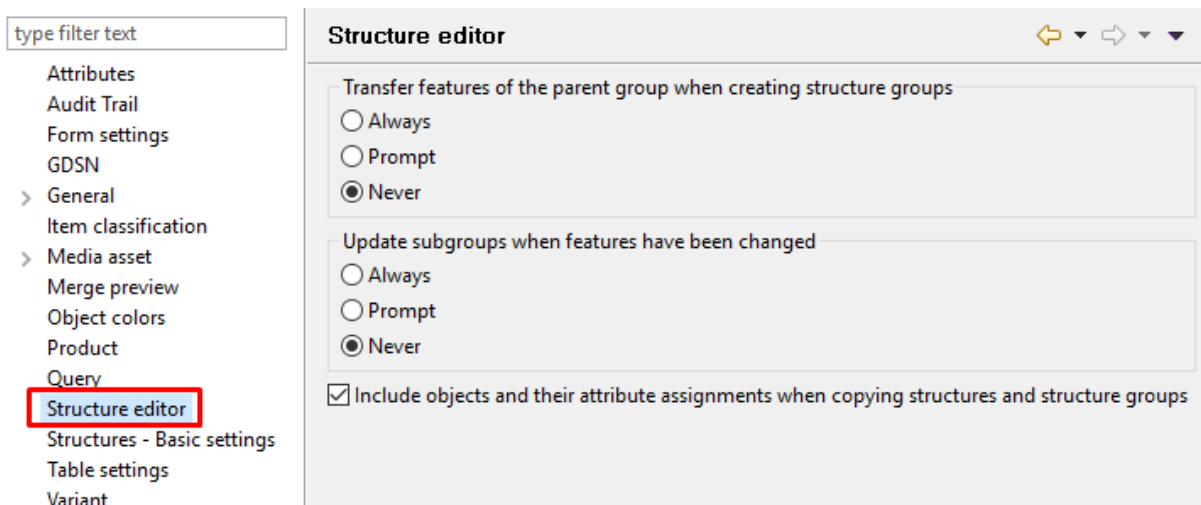 type filter text
Attributes
Audit Trail
Form settings
GDSN
General
Item classification
Media asset
Merge preview
Object colors
Product
Query
Structure editor
Structures - Basic settings
Table settings
Variant
Structure editor
Transfer features of the parent group when creating structure groups
Always
Prompt
Never
Update subgroups when features have been changed
Always
Prompt
Never
Include objects and their attribute assignments when copying structures and structure groups